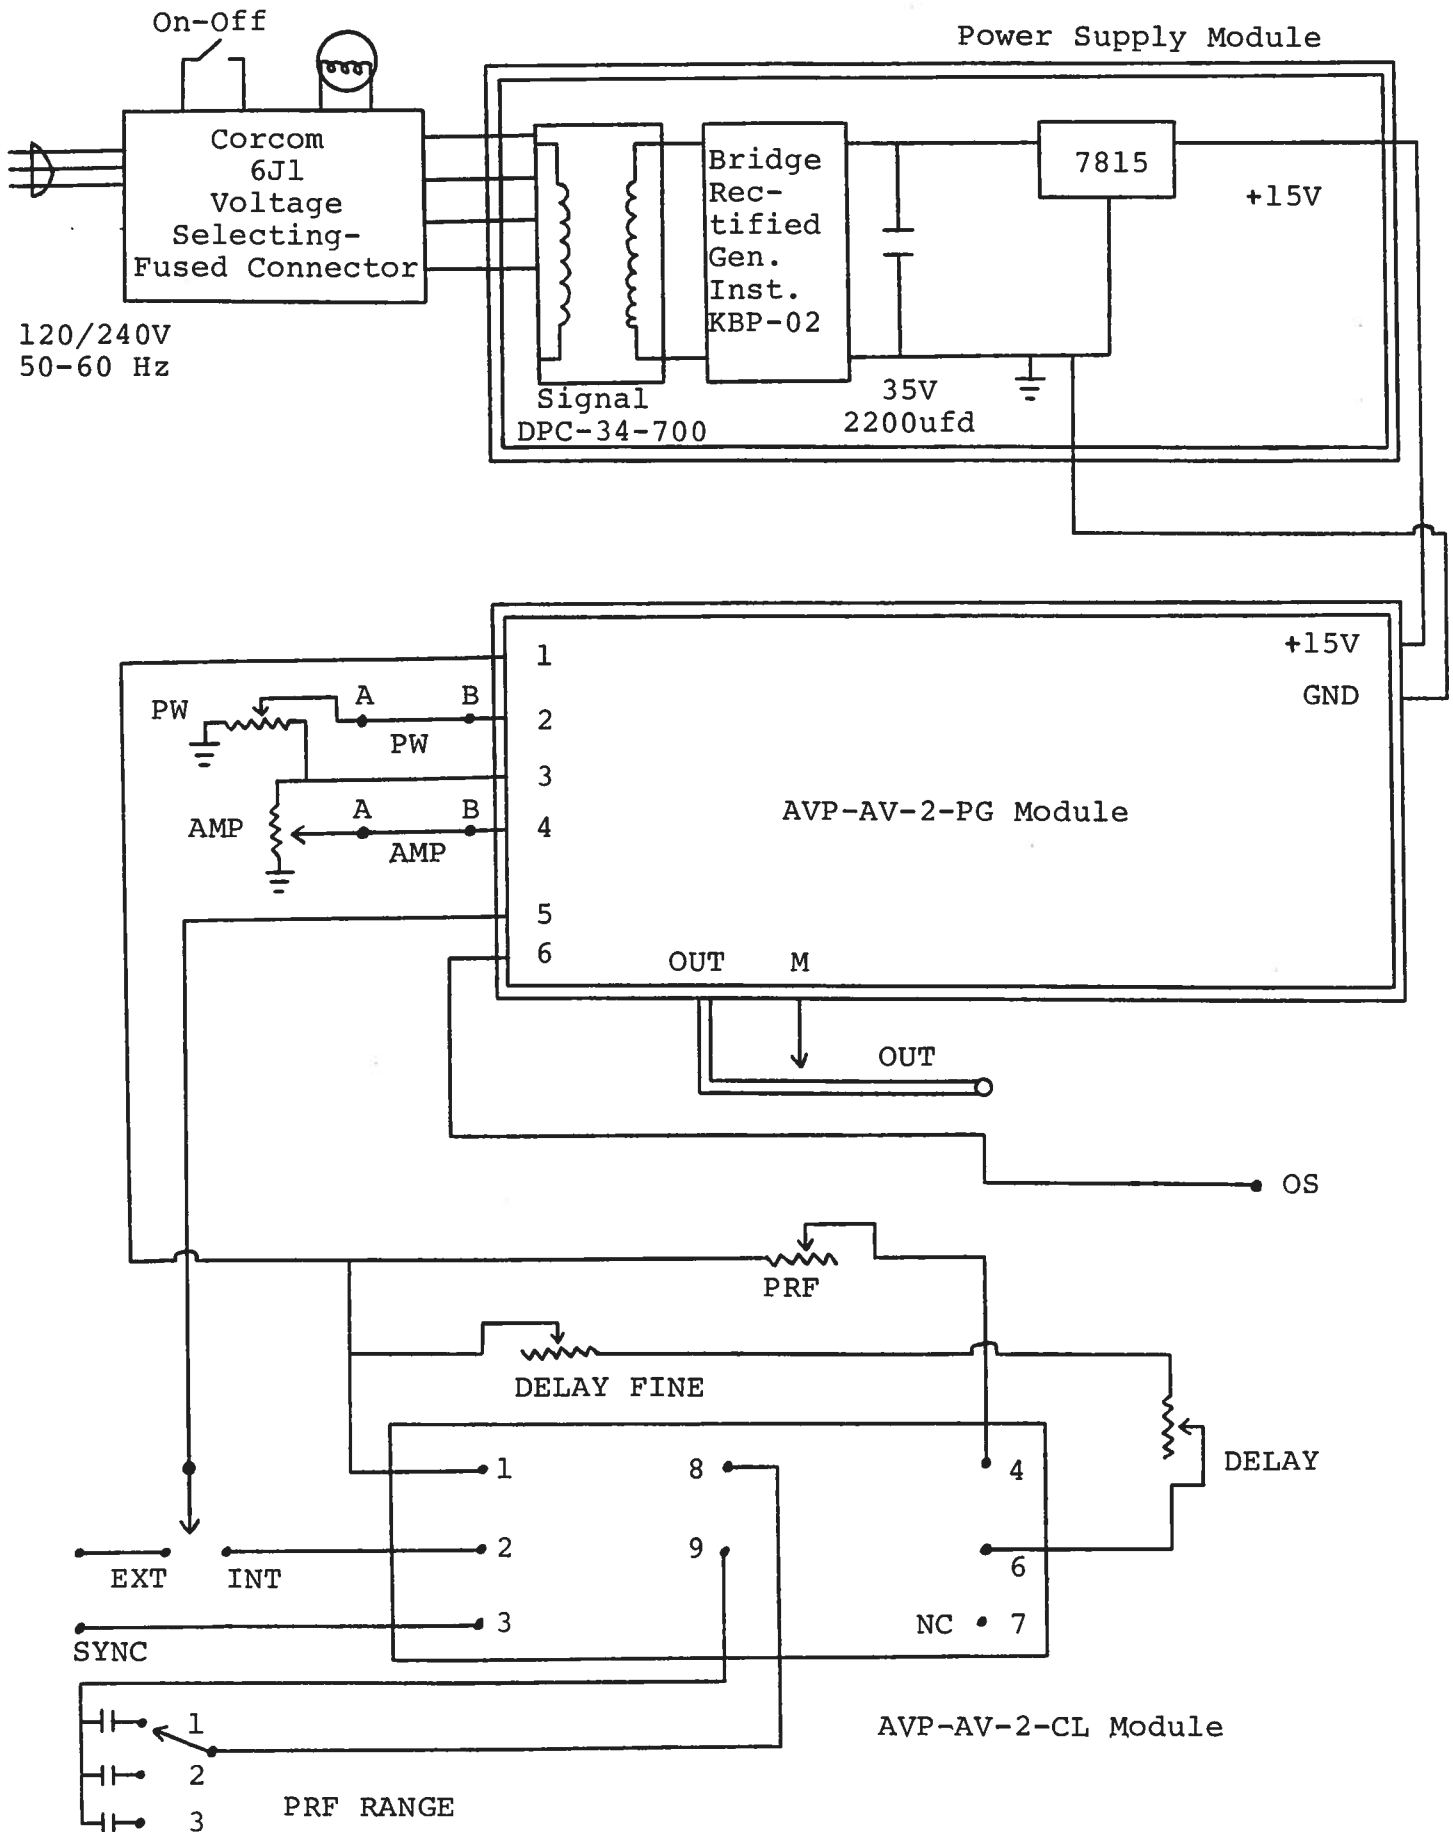 On-Off
Power Supply Module
Corcom
6J1
Voltage
Selecting-
Fused Connector
Bridge
Rec-
tified
Gen.
Inst.
KBP-02
7815
+15V
120/240V
50-60 Hz
Signal
DPC-34-700
35V
2200ufd
1
+15V
PW
A
B
2
GND
PW
3
AMP
A
B
4
AMP
AVP-AV-2-PG Module
5
6
OUT
M
OUT
OS
PRF
DELAY FINE
DELAY
1
8
4
2
9
6
EXT
INT
3
NC
7
SYNC
1
AVP-AV-2-CL Module
2
PRF RANGE
3